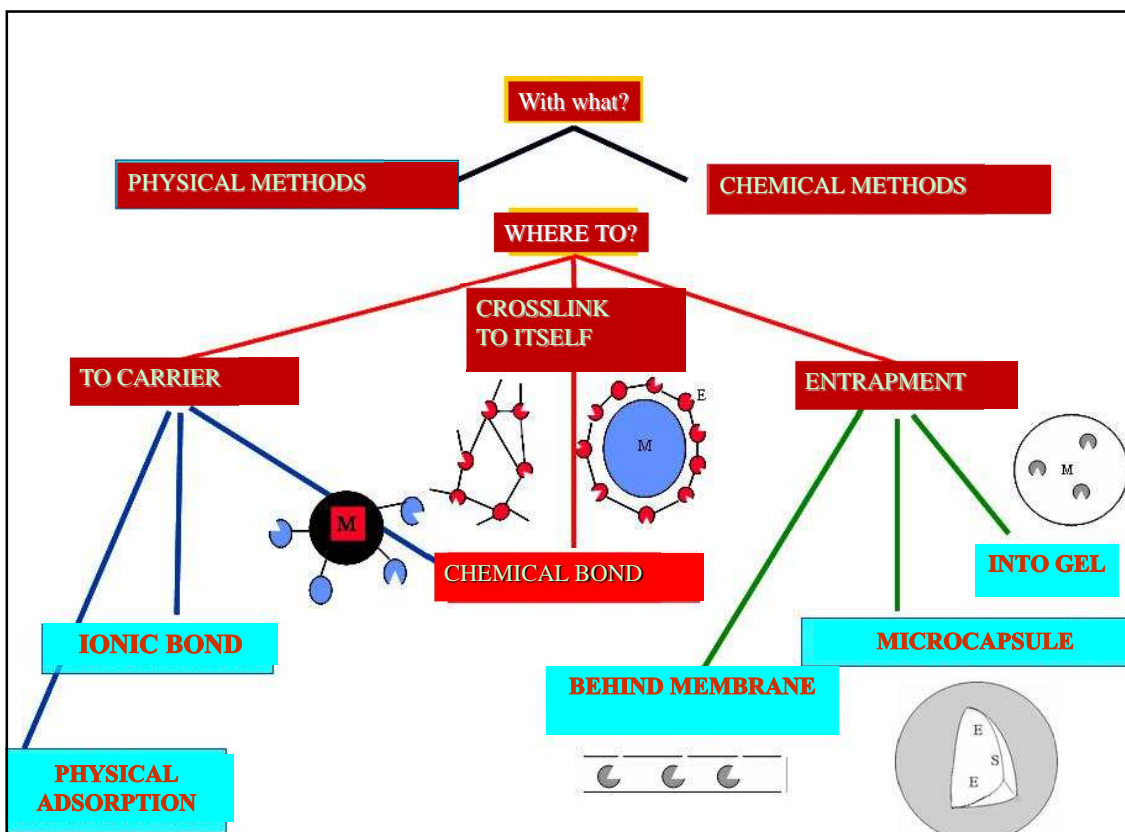 With what?
PHYSICAL METHODS
CHEMICAL METHODS
WHERE TO?
CROSSLINK
TO ITSELF
TO CARRIER
ENTRAPMENT
E
M
M
M
CHEMICAL BOND
INTO GEL
IONIC BOND
MICROCAPSULE
BEHIND MEMBRANE
E
S
E
PHYSICAL
ADSORPTION